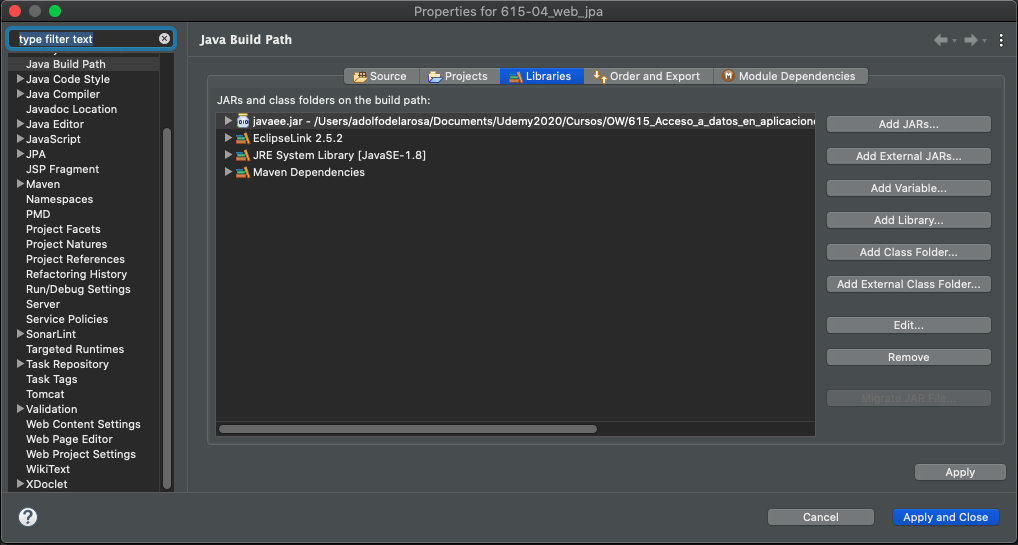 Properties for 615-04_web_jpa
type filter text
Java Build Path
Java Code Style
Java Compiler
Javadoc Location
Java Editor
JavaScript
JPA
JSP Fragment
Maven
Namespaces
PMD
Project Facets
Project Natures
Project References
Refactoring History
Run/Debug Settings
Server
Service Policies
SonarLint
Targeted Runtimes
Task Repository
Task Tags
Tomcat
Validation
Web Content Settings
Web Page Editor
Web Project Settings
WikiText
XDoclet
Java Build Path
Source Projects Libraries Order and Export Module Dependencies
JARs and class folders on the build path:
javaee.jar - /Users/adolfodelarosa/Documents/Udemy2020/Cursos/OW/615_Acceso_a_datos_en_aplicacione
EclipseLink 2.5.2
JRE System Library [JavaSE-1.8]
Maven Dependencies
Add JARs...
Add External JARs...
Add Variable...
Add Library...
Add Class Folder...
Add External Class Folder...
Edit...
Remove
Migrate JAR File...
Apply
?
Cancel
Apply and Close